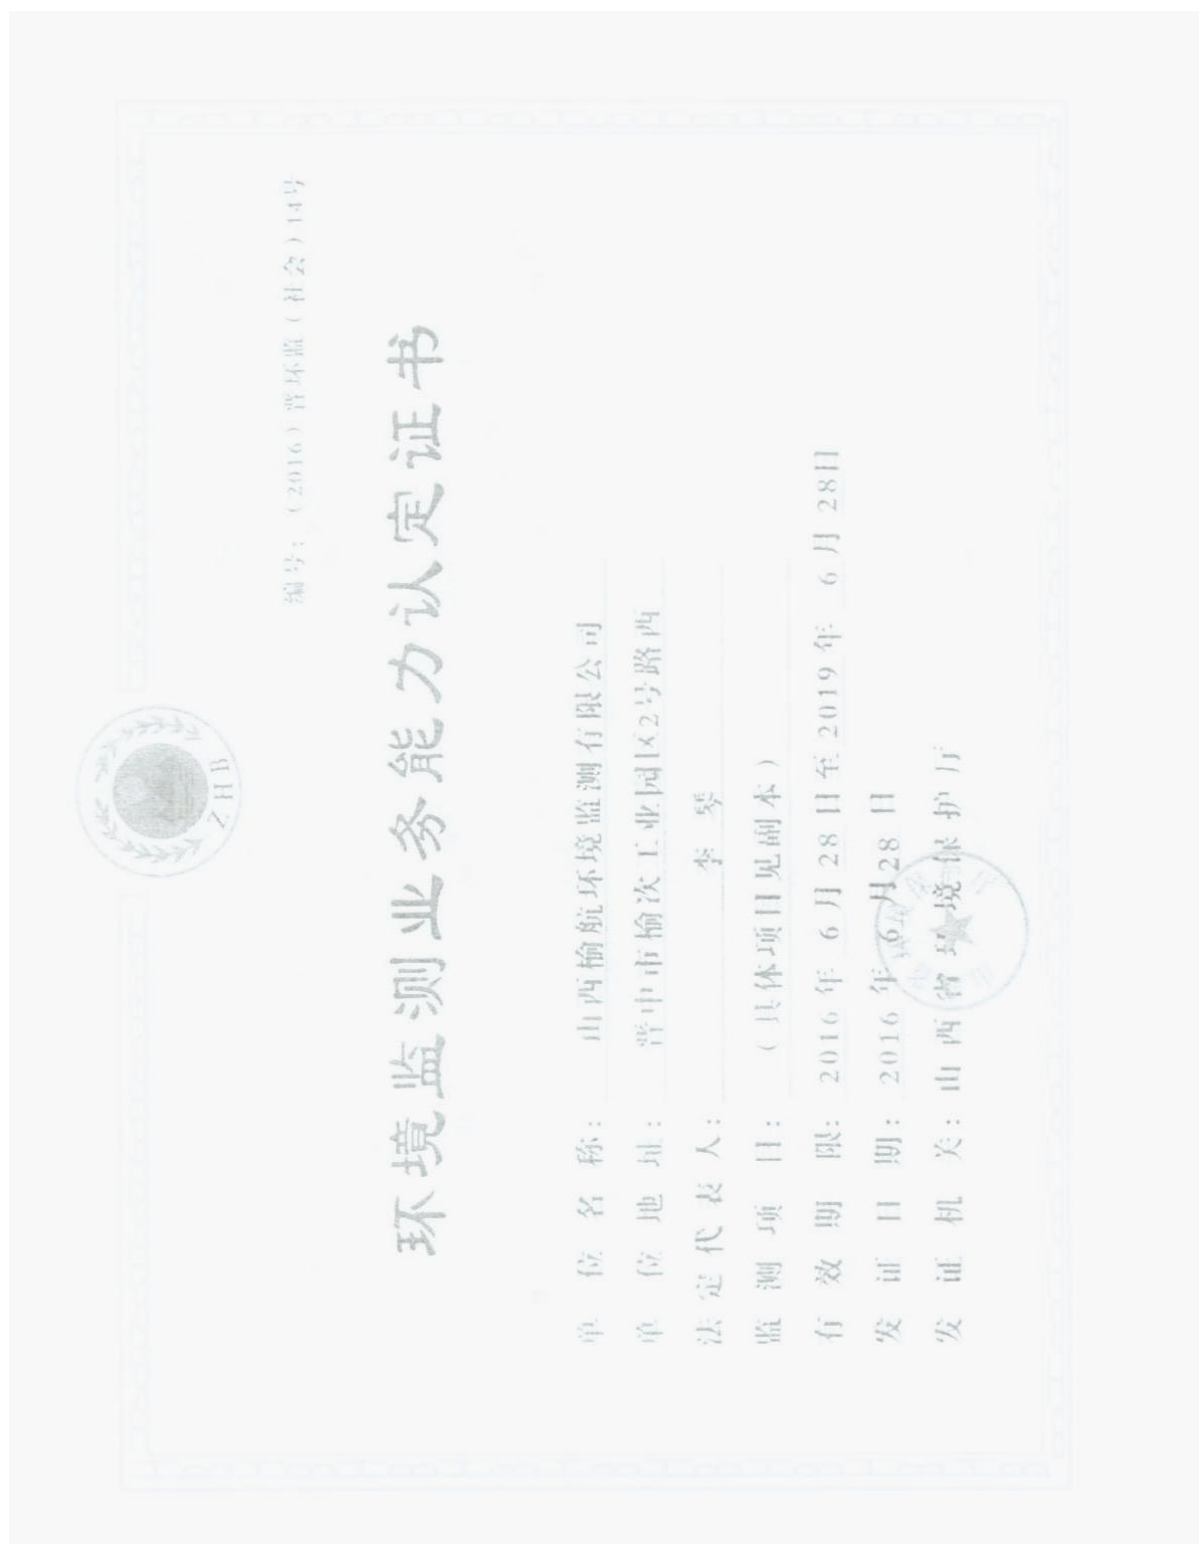 ZHB
编号：（2016）晋环监（社会）14号
环境监测业务能力认定证书
单位名称： 山西榆航环境监测有限公司
单位地址： 晋中市榆次工业园区2号路西
法定代表人： 李琴
监测项目： （具体项目见副本）
有效期限： 2016年6月28日至2019年6月28日
发证日期： 2016年6月28日
发证机关： 山西省环境保护厅